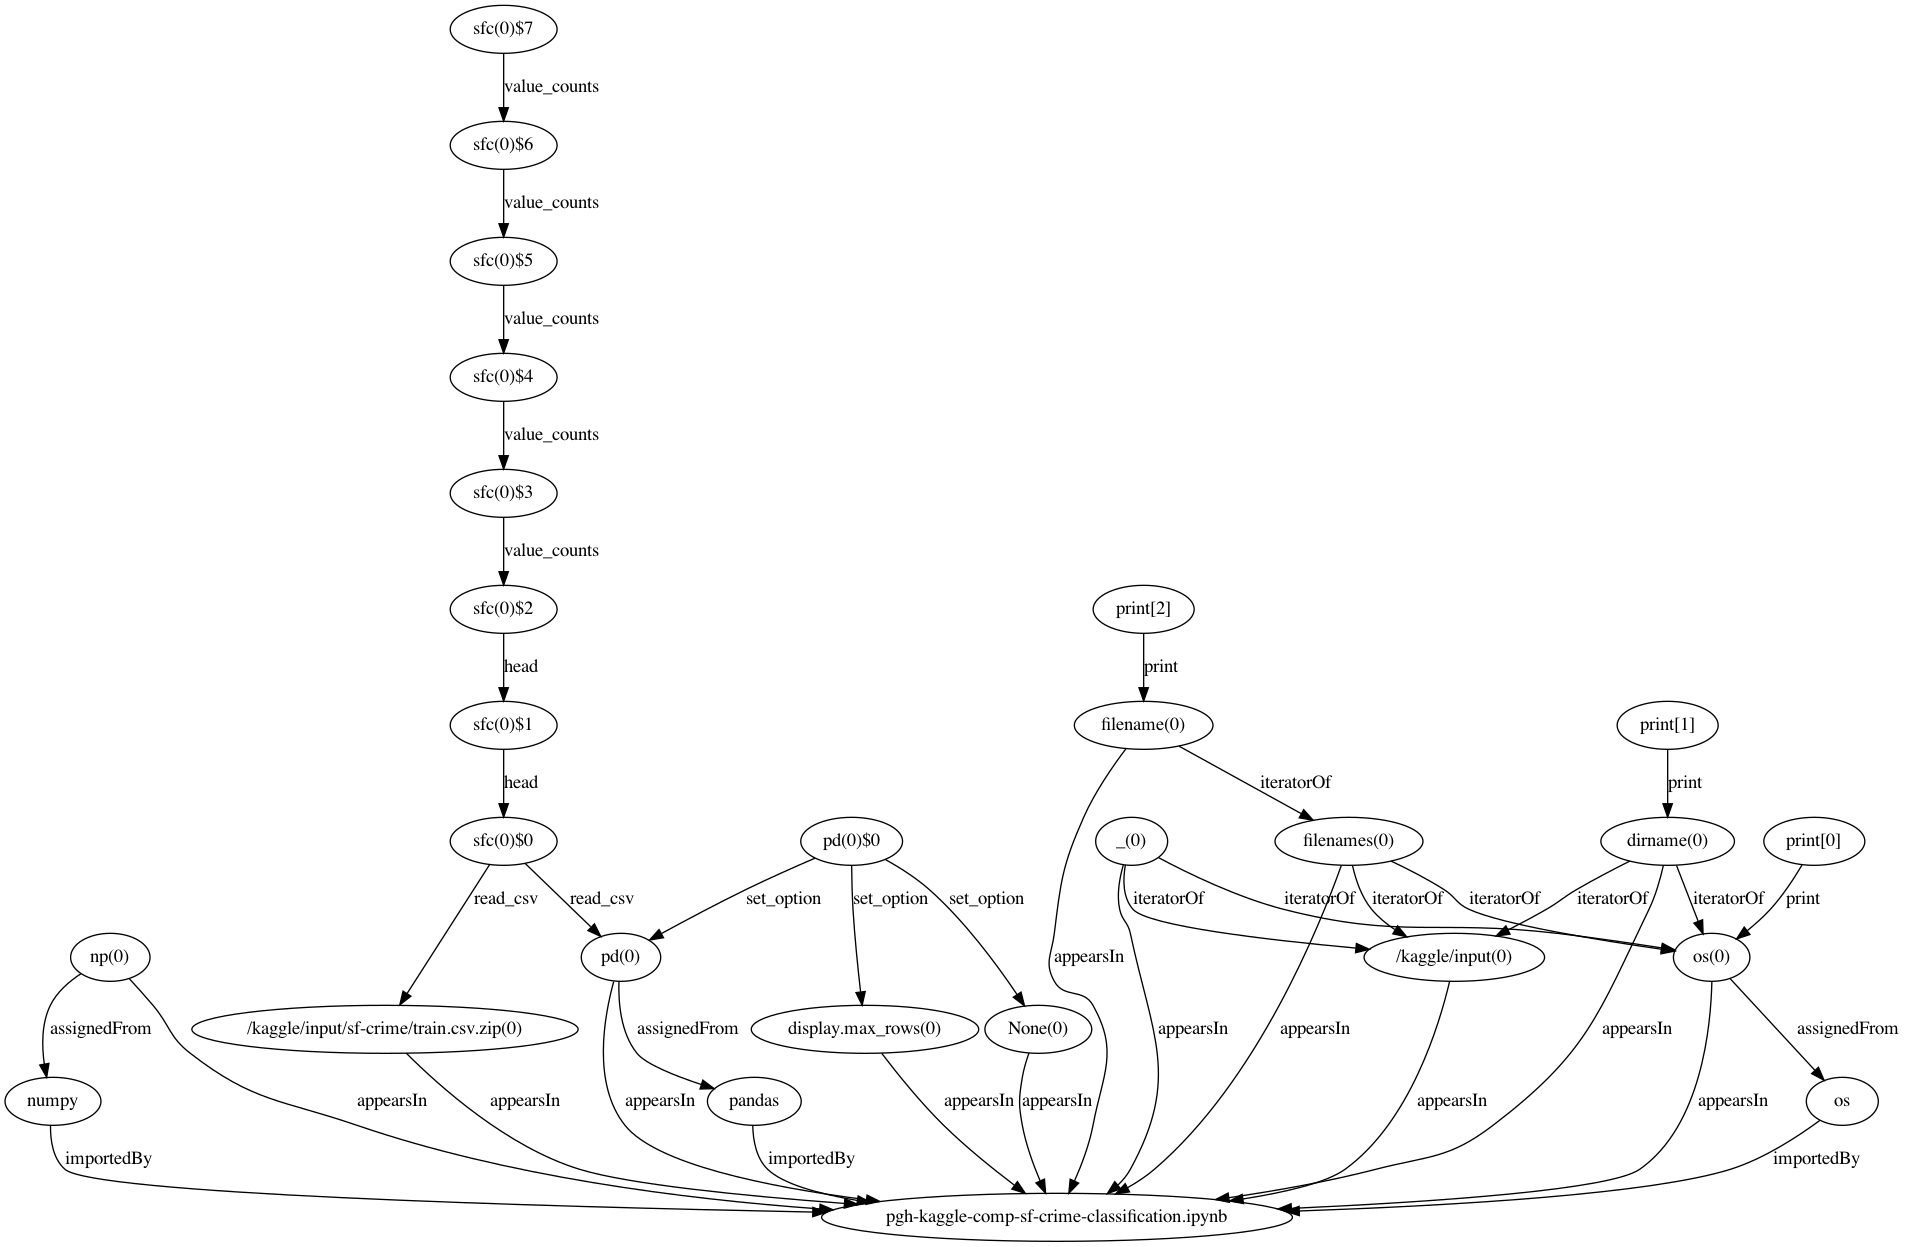 sfc(0)$7
value_counts
sfc(0)$6
value_counts
sfc(0)$5
value_counts
sfc(0)$4
value_counts
sfc(0)$3
value_counts
sfc(0)$2
print[2]
head
print
sfc(0)$1
filename(0)
print[1]
head
iteratorOf
print
sfc(0)$0
pd(0)$0
_(0)
filenames(0)
dirname(0)
print[0]
read_csv
read_csv
set_option
set_option
set_option
iteratorOf
iteratorOf
iteratorOf
iteratorOf
iteratorOf
iteratorOf
print
np(0)
pd(0)
appearsIn
/kaggle/input(0)
os(0)
assignedFrom
/kaggle/input/sf-crime/train.csv.zip(0)
assignedFrom
display.max_rows(0)
None(0)
appearsIn
appearsIn
appearsIn
assignedFrom
numpy
appearsIn
appearsIn
appearsIn
pandas
appearsIn
appearsIn
appearsIn
appearsIn
os
importedBy
importedBy
importedBy
pgh-kaggle-comp-sf-crime-classification.ipynb